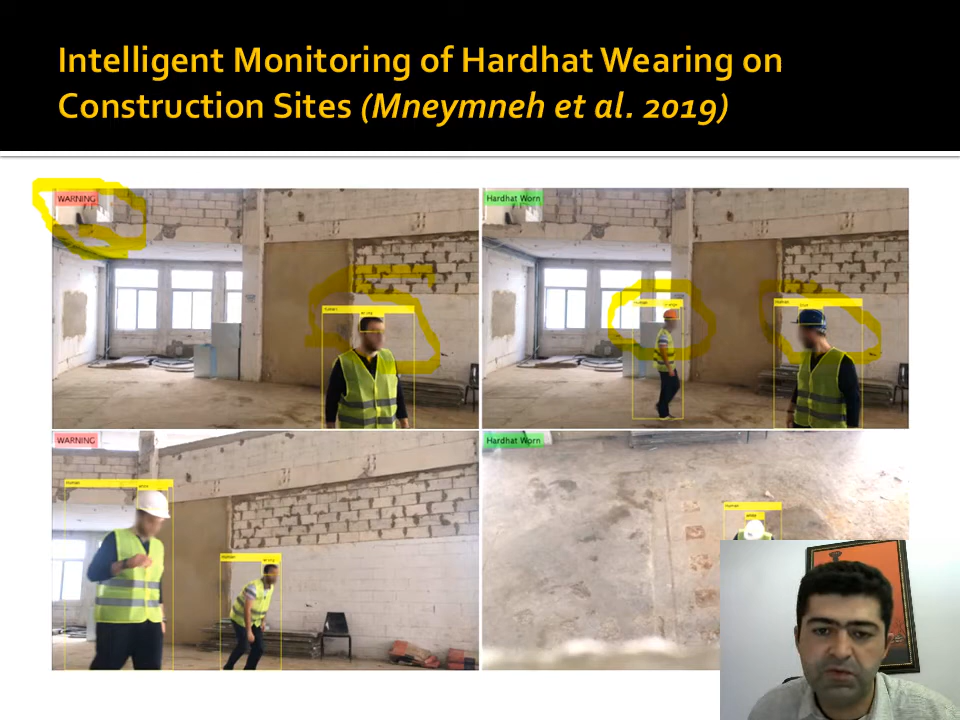 Intelligent Monitoring of Hardhat Wearing on
Construction Sites (Mneymneh et al. 2019)
WARNING
Hardhat Worn
WARNING
Hardhat Worn